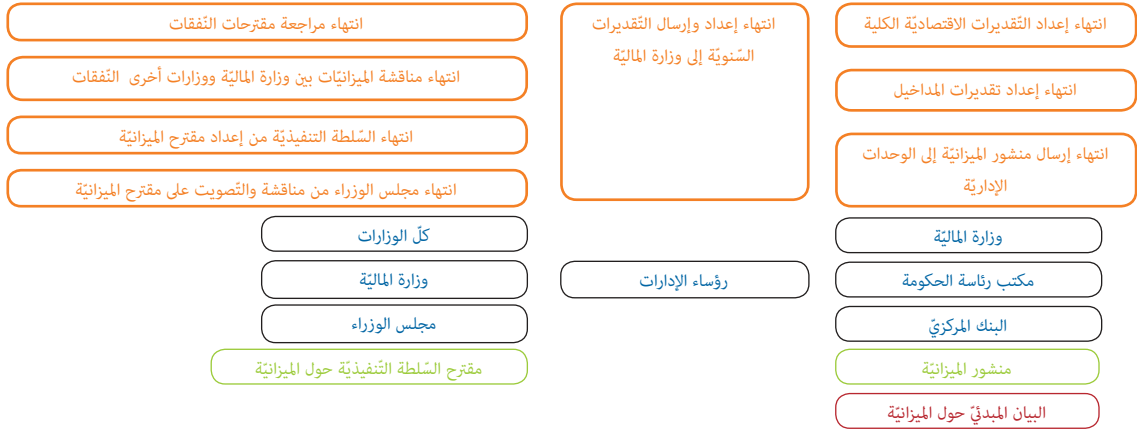 انتهاء إعداد التّقديرات الاقتصاديّة الكلية
انتهاء إعداد تقديرات المداخيل
انتهاء إرسال منشور الميزانيّة إلى الوحدات
الإداريّة
وزارة الماليّة
مكتب رئاسة الحكومة
البنك المركزيّ
منشور الميزانيّة
البيان المبدئيّ حول الميزانيّة
انتهاء إعداد وإرسال التّقديرات
السّنويّة إلى وزارة الماليّة
رؤساء الإدارات
انتهاء مراجعة مقترحات النّفقات
انتهاء مناقشة الميزانيّات بين وزارة الماليّة ووزارات أخرى النّفقات
انتهاء السّلطة التنفيذيّة من إعداد مقترح الميزانيّة
انتهاء مجلس الوزراء من مناقشة والتّصويت على مقترح الميزانيّة
كلّ الوزارات
وزارة الماليّة
مجلس الوزراء
مقترح السّلطة التّنفيذيّة حول الميزانيّة